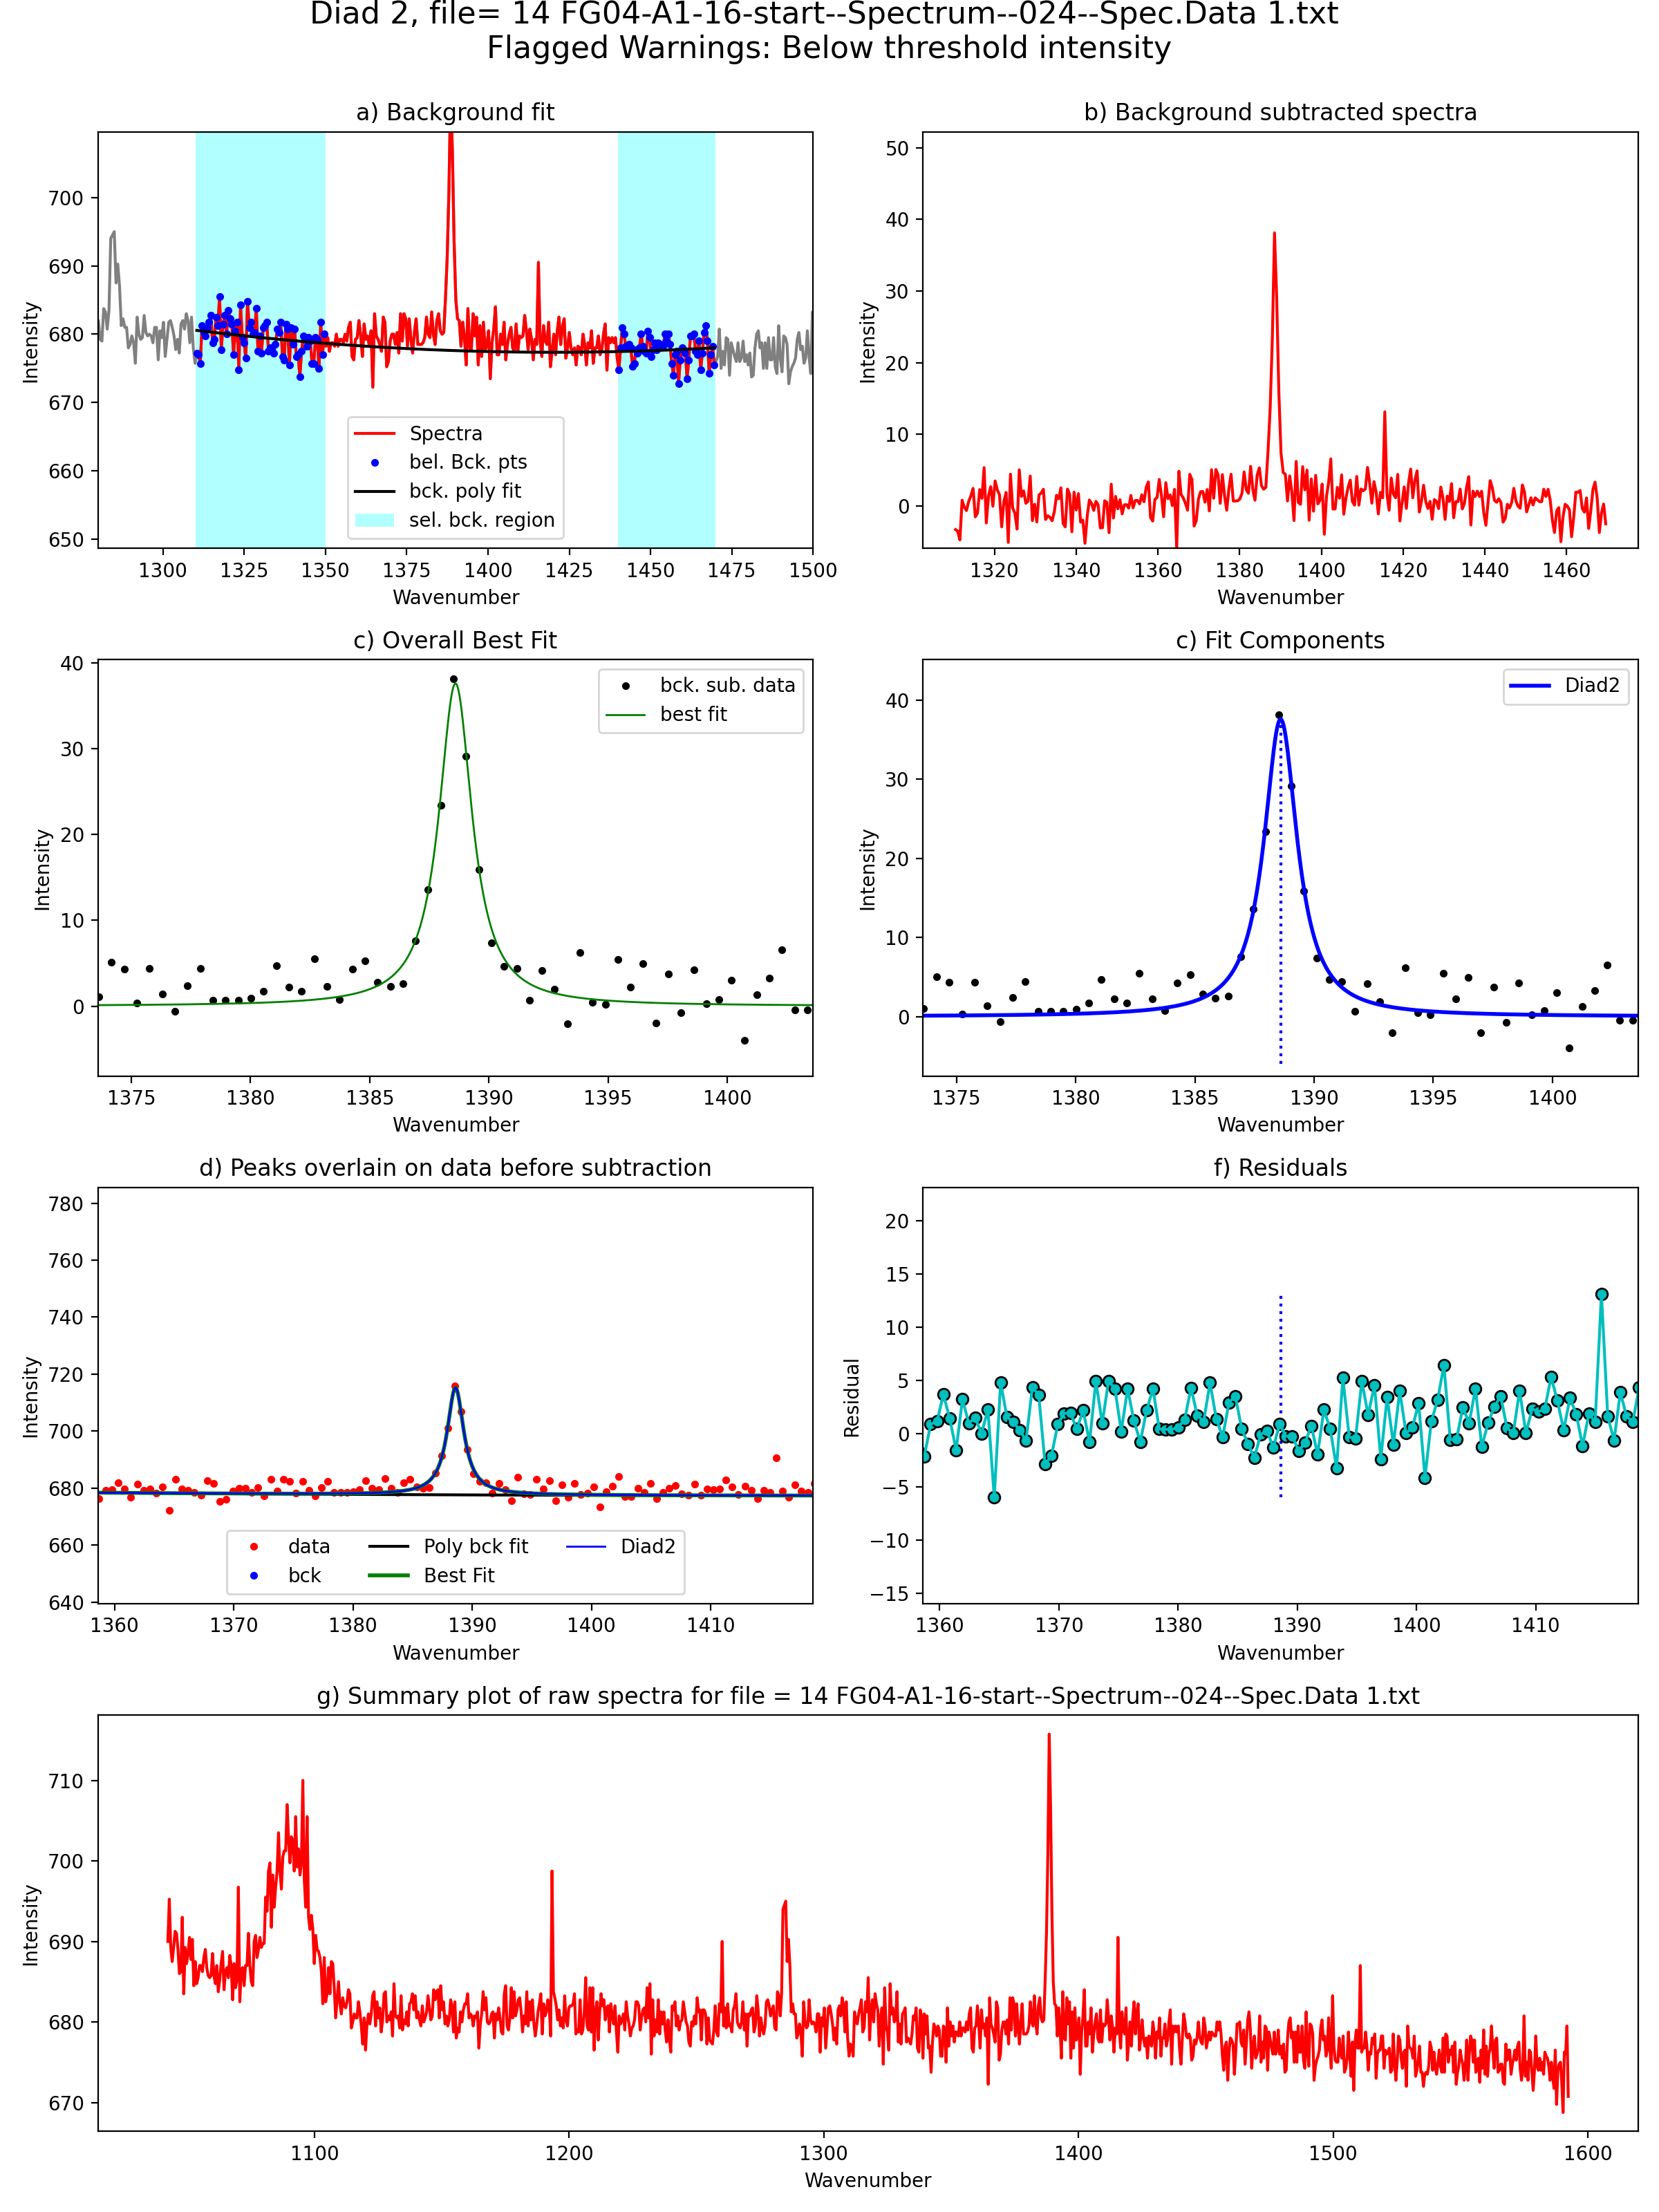 Diad 2, file= 14 FG04-A1-16-start--Spectrum--024--Spec.Data 1.txt
Flagged Warnings: Below threshold intensity
a) Background fit
Intensity
700
690
680
670
660
650
Spectra
bel. Bck. pts
bck. poly fit
sel. bck. region
1300 1325 1350 1375 1400 1425 1450 1475 1500
Wavenumber
b) Background subtracted spectra
Intensity
50
40
30
20
10
0
1320 1340 1360 1380 1400 1420 1440 1460
Wavenumber
c) Overall Best Fit
Intensity
40
30
20
10
0
bck. sub. data
best fit
1375 1380 1385 1390 1395 1400
Wavenumber
c) Fit Components
Intensity
40
30
20
10
0
Diad2
1375 1380 1385 1390 1395 1400
Wavenumber
d) Peaks overlain on data before subtraction
Intensity
780
760
740
720
700
680
660
640
data Poly bck fit Diad2
bck Best Fit
1360 1370 1380 1390 1400 1410
Wavenumber
f) Residuals
Residual
20
15
10
5
0
−5
−10
−15
1360 1370 1380 1390 1400 1410
Wavenumber
g) Summary plot of raw spectra for file = 14 FG04-A1-16-start--Spectrum--024--Spec.Data 1.txt
Intensity
710
700
690
680
670
1100 1200 1300 1400 1500 1600
Wavenumber